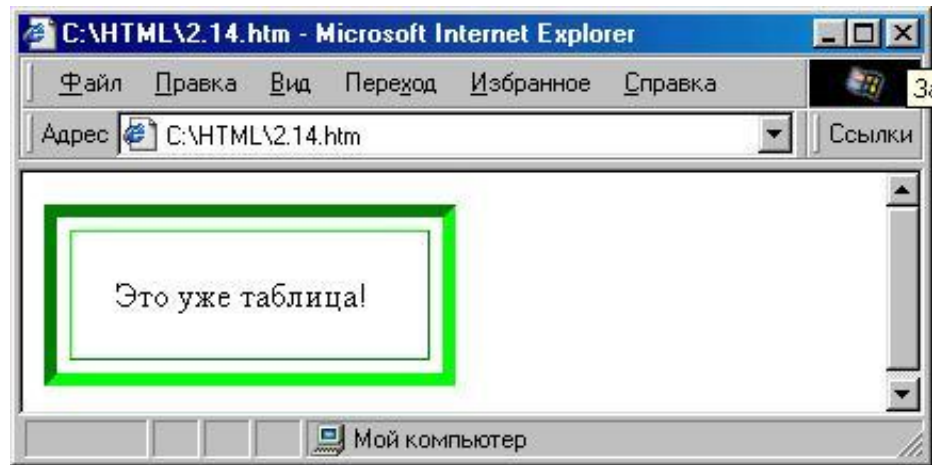 C:\HTML\2.14.htm - Microsoft Internet Explorer
Файл Правка Вид Переход Избранное Справка
За
Адрес C:\HTML\2.14.htm Ссылки
Это уже таблица!
Мой компьютер